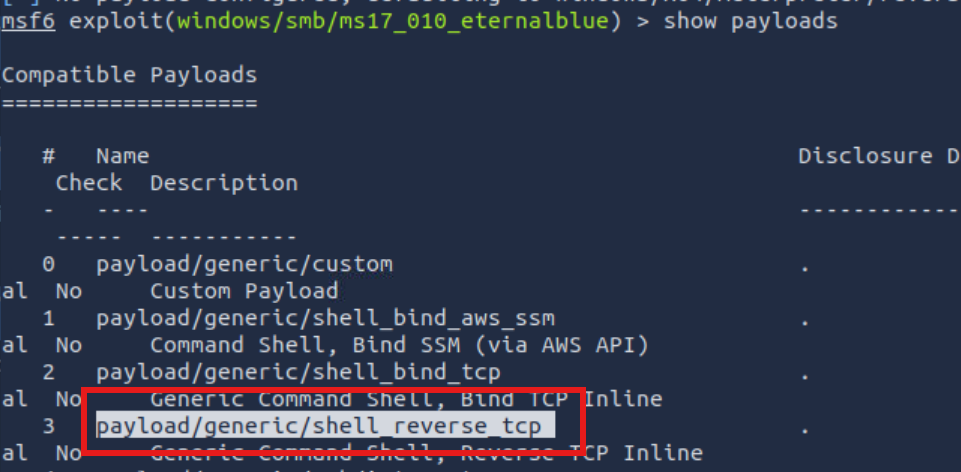 msf6 exploit(windows/smb/ms17_010_eternalblue) > show payloads
Compatible Payloads
===================
# Name Disclosure D
Check Description
- ---- ------------
----- -----------
0 payload/generic/custom .
al No Custom Payload
1 payload/generic/shell_bind_aws_ssm .
al No Command Shell, Bind SSM (via AWS API)
2 payload/generic/shell_bind_tcp .
al No Generic Command Shell, Bind TCP Inline
3 payload/generic/shell_reverse_tcp .
al No Generic Command Shell, Reverse TCP Inline